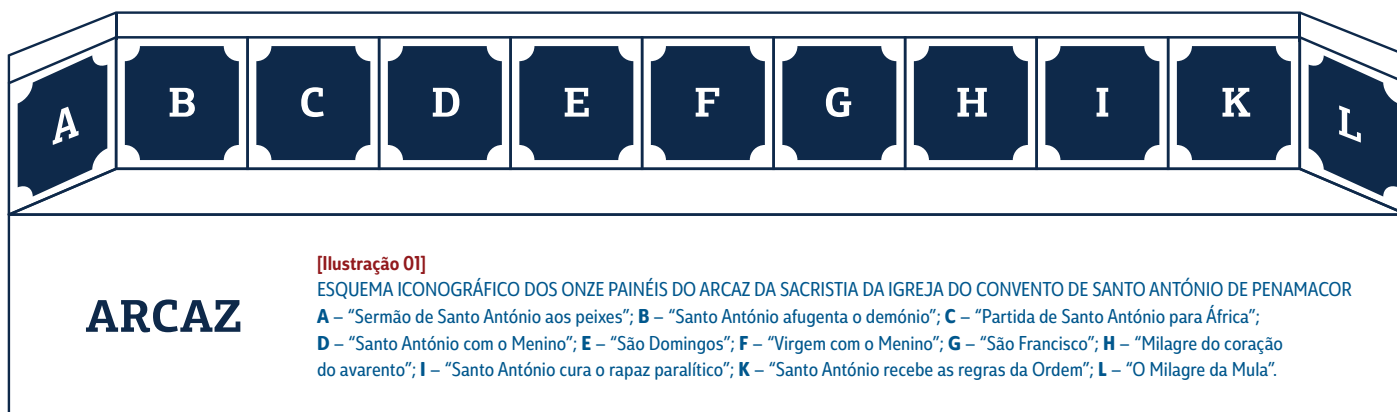 A B C D E F G H I K L
ARCAZ
[Ilustração 01]
ESQUEMA ICONOGRÁFICO DOS ONZE PAINÉIS DO ARCAZ DA SACRISTIA DA IGREJA DO CONVENTO DE SANTO ANTÓNIO DE PENAMACOR
A – “Sermão de Santo António aos peixes”; B – “Santo António afugenta o demónio”; C – “Partida de Santo António para África”;
D – “Santo António com o Menino”; E – “São Domingos”; F – “Virgem com o Menino”; G – “São Francisco”; H – “Milagre do coração
do avarento”; I – “Santo António cura o rapaz paralítico”; K – “Santo António recebe as regras da Ordem”; L – “O Milagre da Mula”.